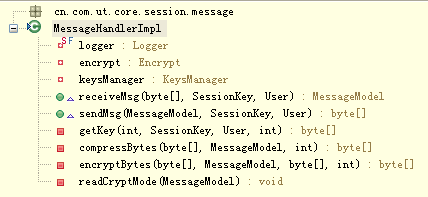 cn.com.ut.core.session.message
MessageHandlerImpl
S F
logger : Logger
encrypt : Encrypt
keysManager : KeysManager
receiveMsg(byte[], SessionKey, User) : MessageModel
sendMsg(MessageModel, SessionKey, User) : byte[]
getKey(int, SessionKey, User, int) : byte[]
compressBytes(byte[], MessageModel, int) : byte[]
encryptBytes(byte[], MessageModel, byte[], int) : byte[]
readCryptMode(MessageModel) : void